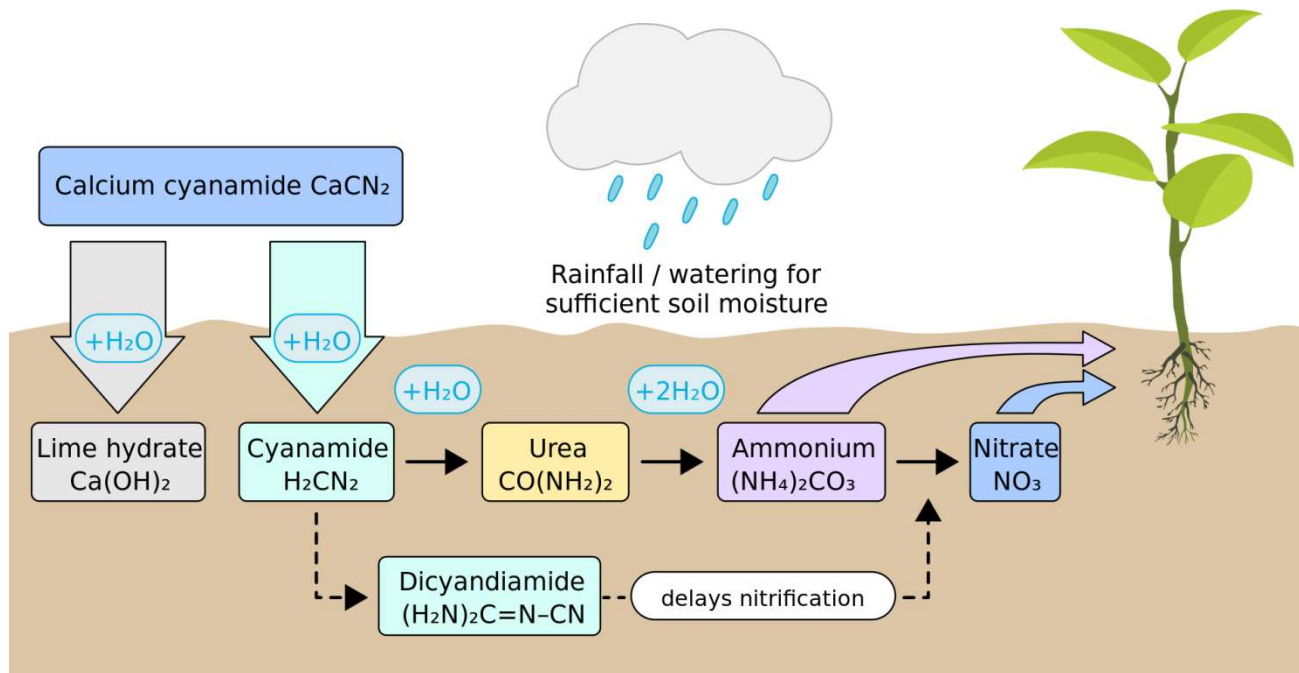 Calcium cyanamide CaCN₂
Rainfall / watering for
sufficient soil moisture
+H₂O
+H₂O
+H₂O
+2H₂O
Lime hydrate
Ca(OH)₂
Cyanamide
H₂CN₂
Urea
CO(NH₂)₂
Ammonium
(NH₄)₂CO₃
Nitrate
NO₃
Dicyandiamide
(H₂N)₂C=N–CN
delays nitrification